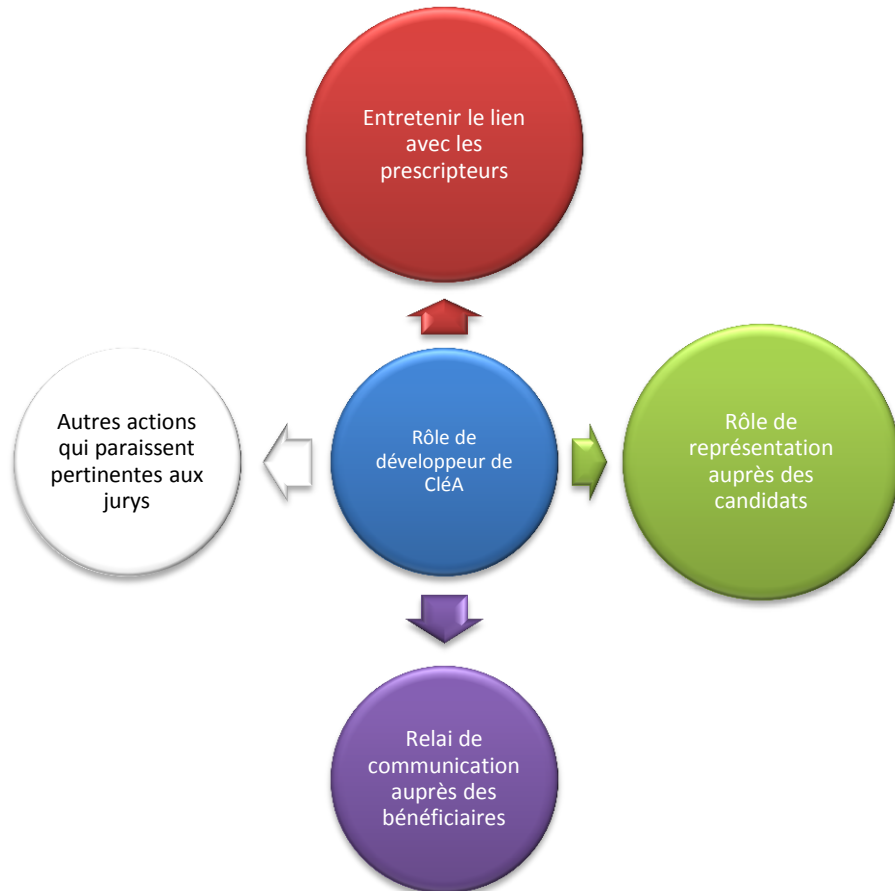 Entretenir le lien
avec les
prescripteurs
Autres actions
qui paraissent
pertinentes aux
jurys
Rôle de
développeur de
CléA
Rôle de
représentation
auprès des
candidats
Relai de
communication
auprès des
bénéficiaires